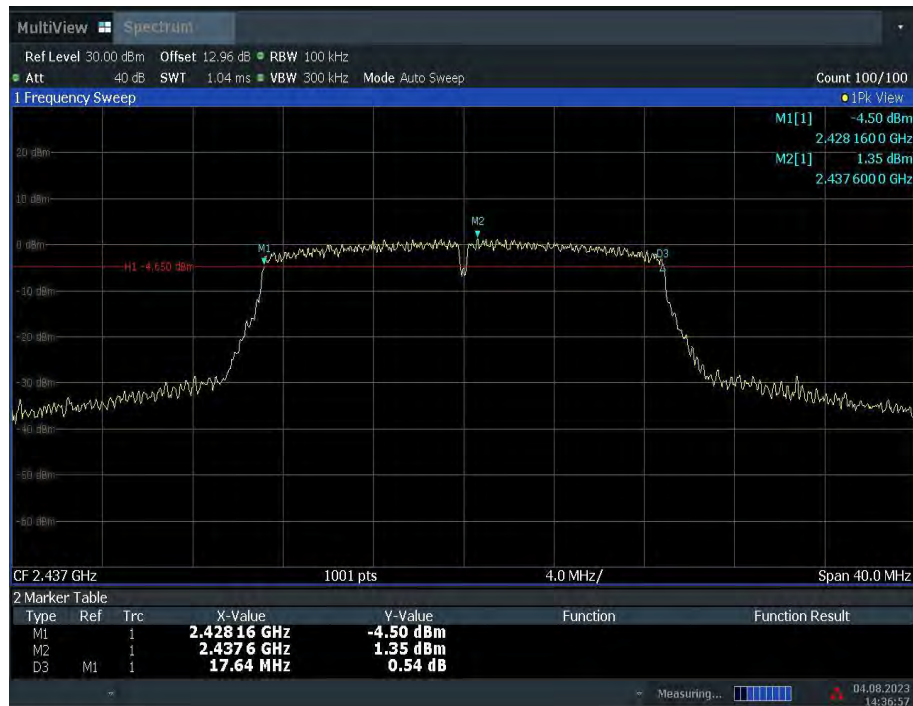 MultiView Spectrum
Ref Level 30.00 dBm Offset 12.96 dB RBW 100 kHz
Att 40 dB SWT 1.04 ms VBW 300 kHz Mode Auto Sweep Count 100/100
1 Frequency Sweep 1Pk View
M1[1] -4.50 dBm
2.428 160 0 GHz
20 dBm
M2[1] 1.35 dBm
2.437 600 0 GHz
10 dBm
M2
0 dBm
M1
D3
H1 -4.650 dBm
-10 dBm
-20 dBm
-30 dBm
-40 dBm
-50 dBm
-60 dBm
CF 2.437 GHz 1001 pts 4.0 MHz/ Span 40.0 MHz
2 Marker Table
Type Ref Trc X-Value Y-Value Function Function Result
M1 1 2.42816 GHz -4.50 dBm
M2 1 2.4376 GHz 1.35 dBm
D3 M1 1 17.64 MHz 0.54 dB
Measuring... 04.08.2023
14:36:57